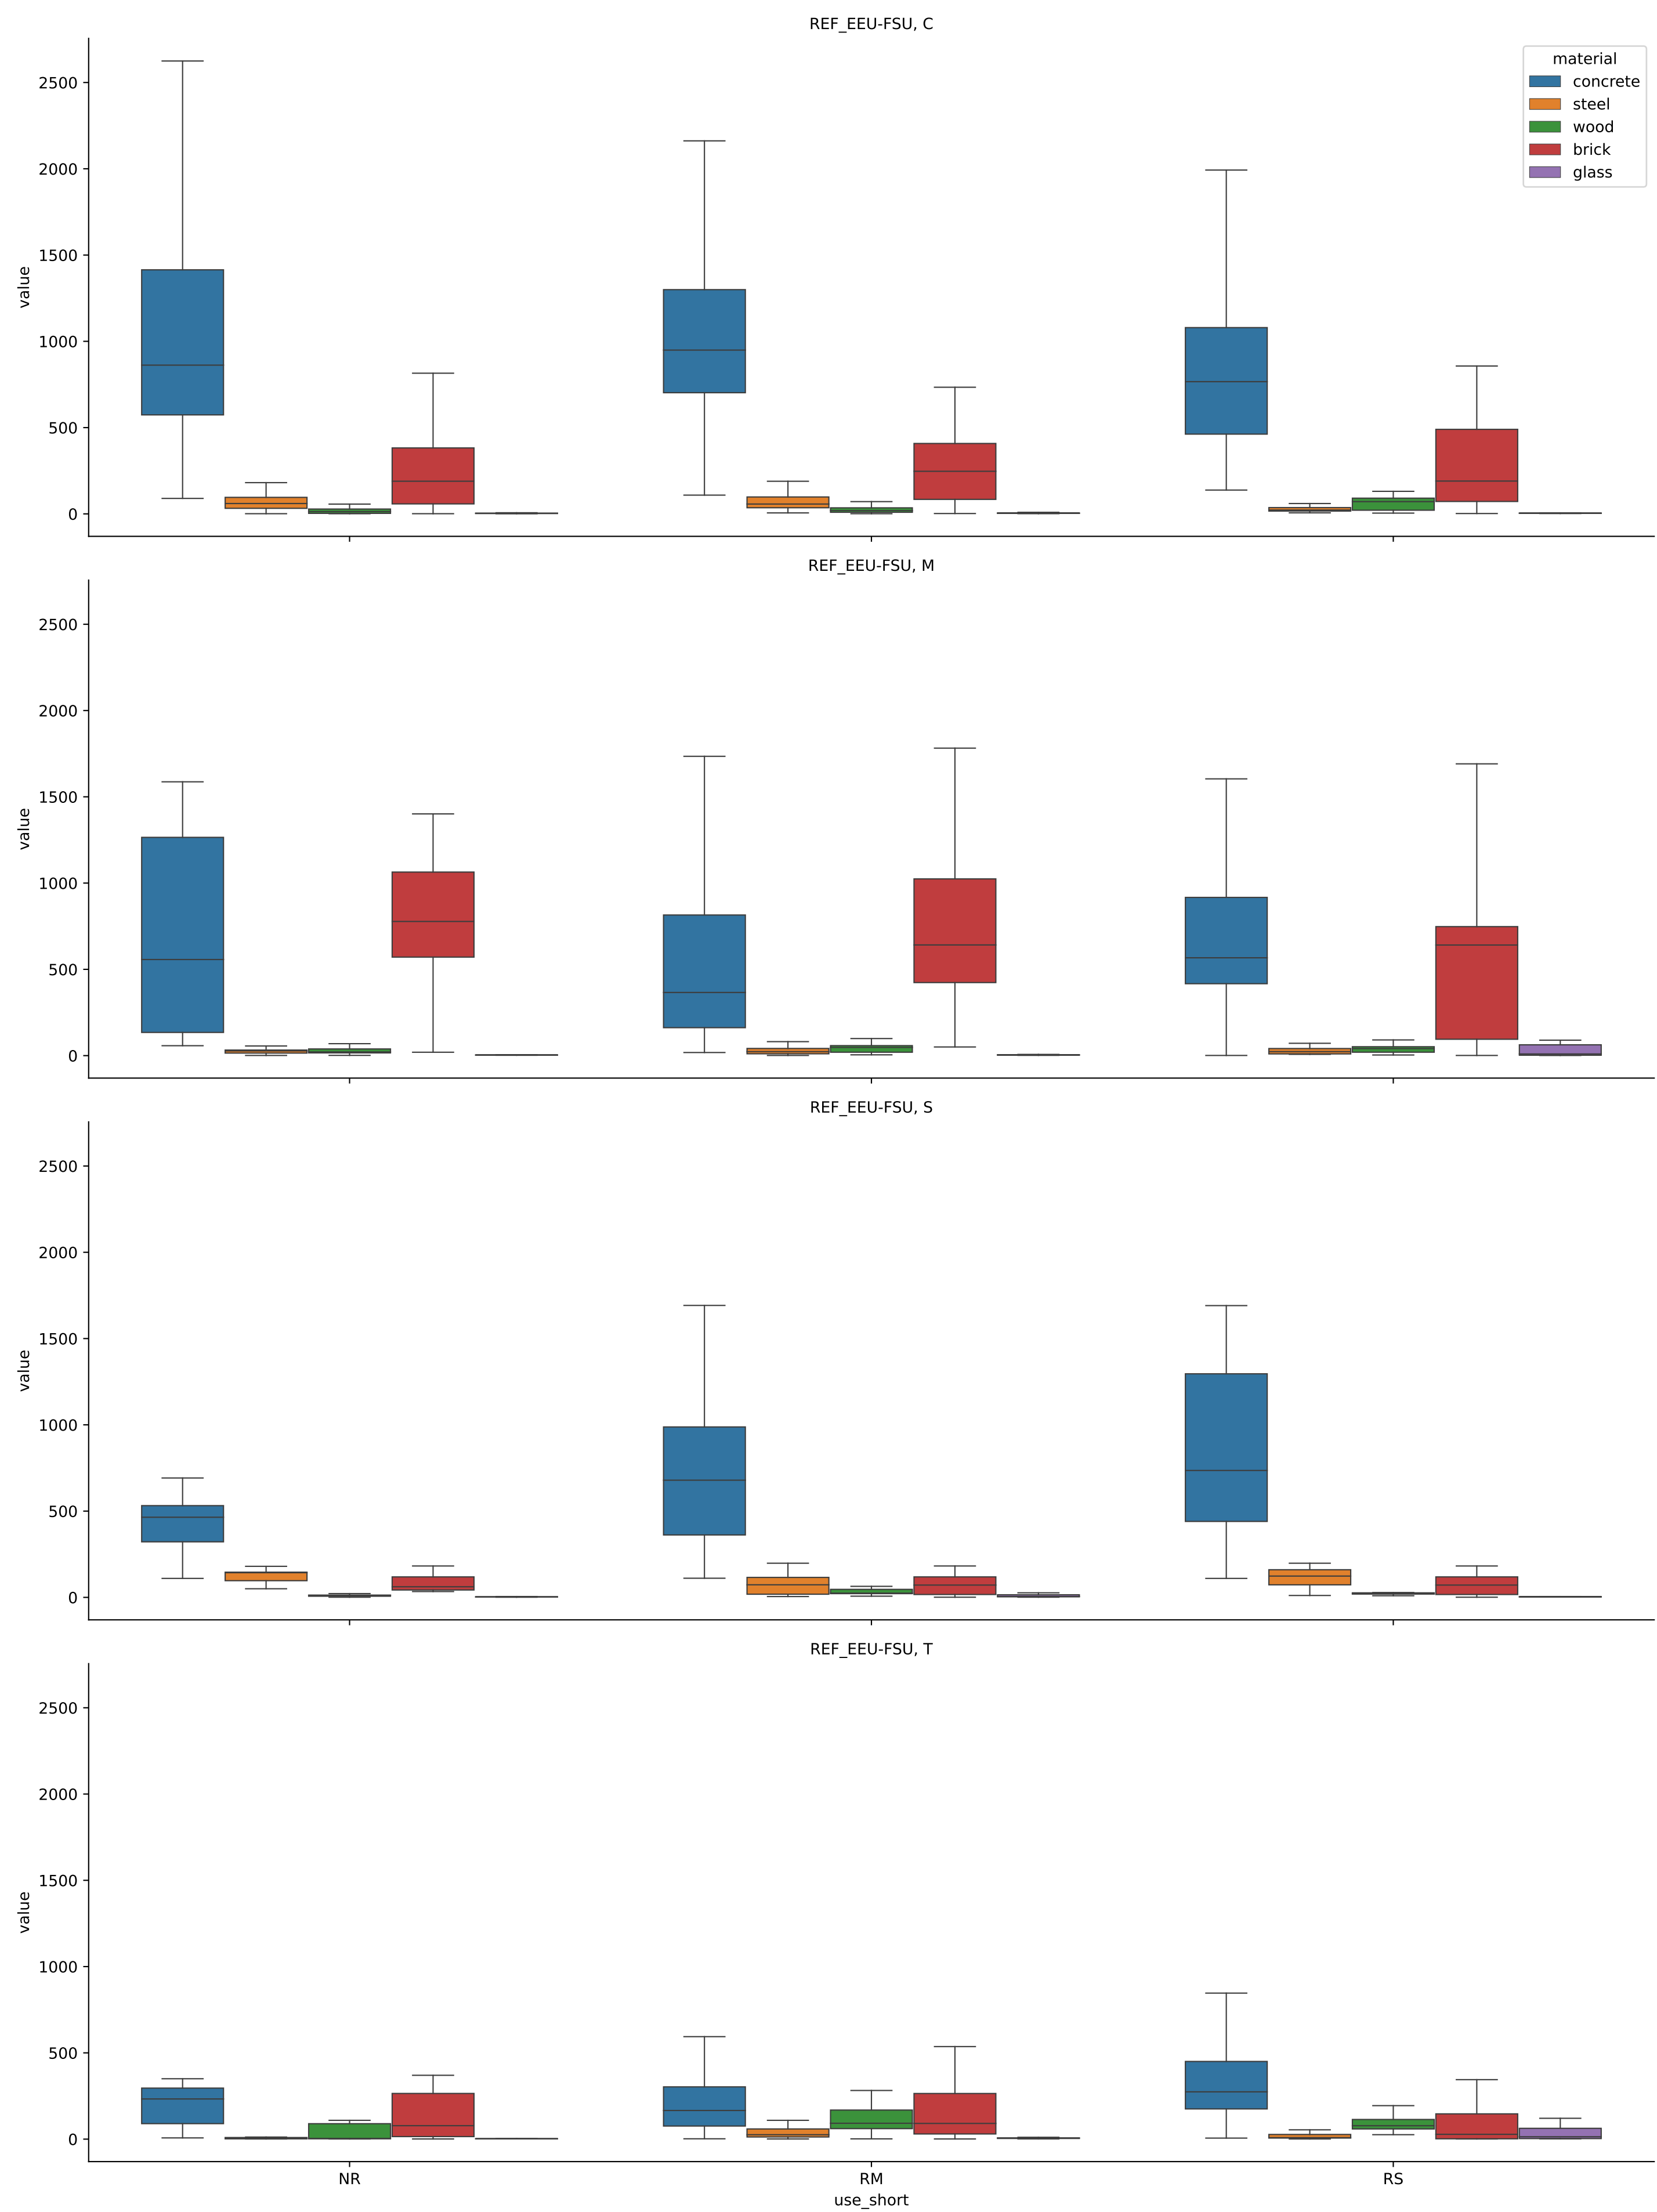 REF_EEU-FSU, C
value
2500
2000
1500
1000
500
0
material
concrete
steel
wood
brick
glass
REF_EEU-FSU, M
value
2500
2000
1500
1000
500
0
REF_EEU-FSU, S
value
2500
2000
1500
1000
500
0
REF_EEU-FSU, T
value
2500
2000
1500
1000
500
0
NR RM RS
use_short